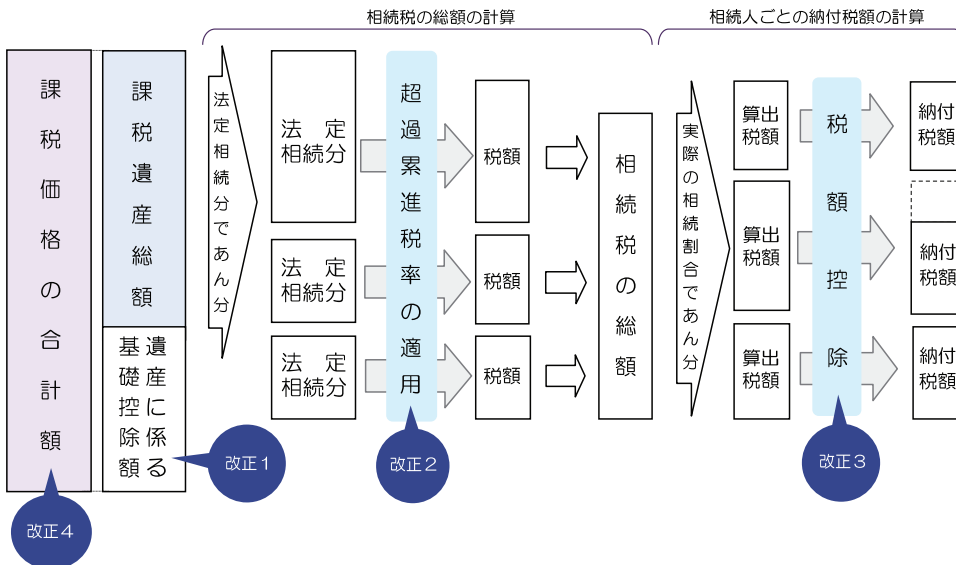 相続税の総額の計算
相続人ごとの納付税額の計算
課税価格の合計額
課税遺産総額
遺産に係る
基礎控除額
法定相続分であん分
法定
相続分
法定
相続分
法定
相続分
超過累進税率の適用
税額
税額
税額
相続税の総額
実際の相続割合であん分
算出
税額
算出
税額
算出
税額
税額控除
納付
税額
納付
税額
納付
税額
改正1
改正2
改正3
改正4